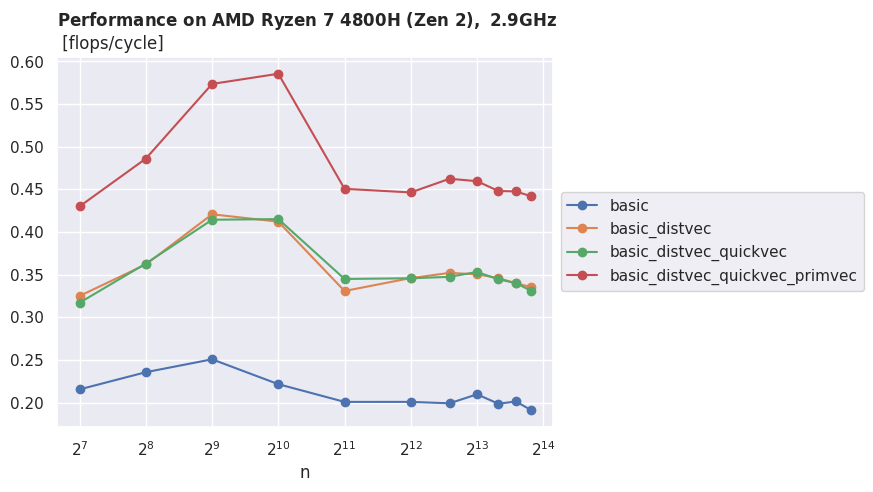 Performance on AMD Ryzen 7 4800H (Zen 2), 2.9GHz
[flops/cycle]
0.60
0.55
0.50
0.45
0.40
0.35
0.30
0.25
0.20
2^7 2^8 2^9 2^10 2^11 2^12 2^13 2^14
n
basic
basic_distvec
basic_distvec_quickvec
basic_distvec_quickvec_primvec